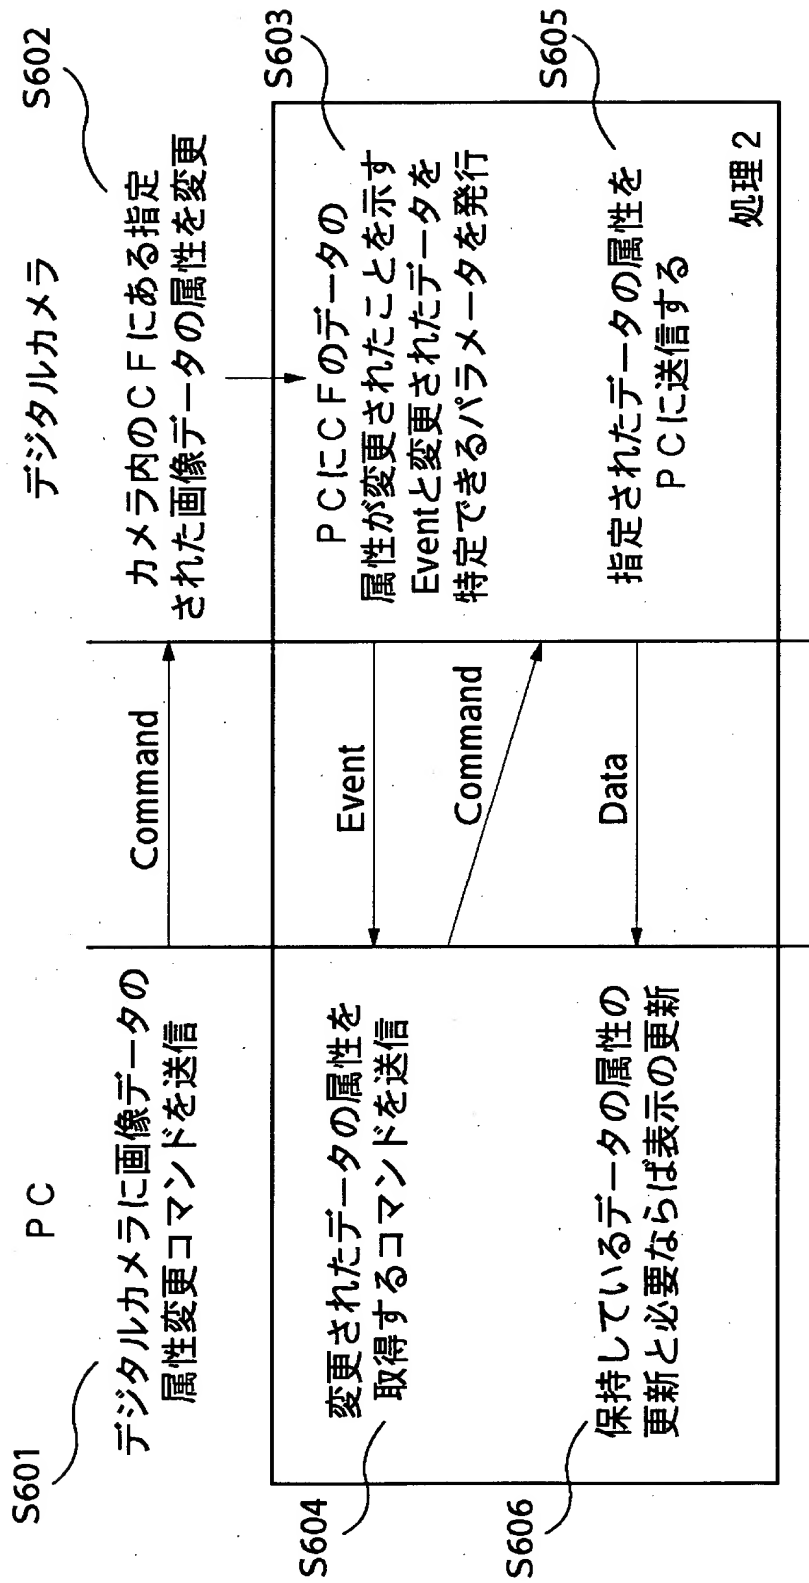 PC
デジタルカメラ
S601
デジタルカメラに画像データの
属性変更コマンドを送信
Command
S602
カメラ内のCFにある指定
された画像データの属性を変更
S603
PCにCFのデータの
属性が変更されたことを示す
Eventと変更されたデータを
特定できるパラメータを発行
Event
S604
変更されたデータの属性を
取得するコマンドを送信
Command
S605
指定されたデータの属性を
PCに送信する
Data
S606
保持しているデータの属性の
更新と必要ならば表示の更新
処理2